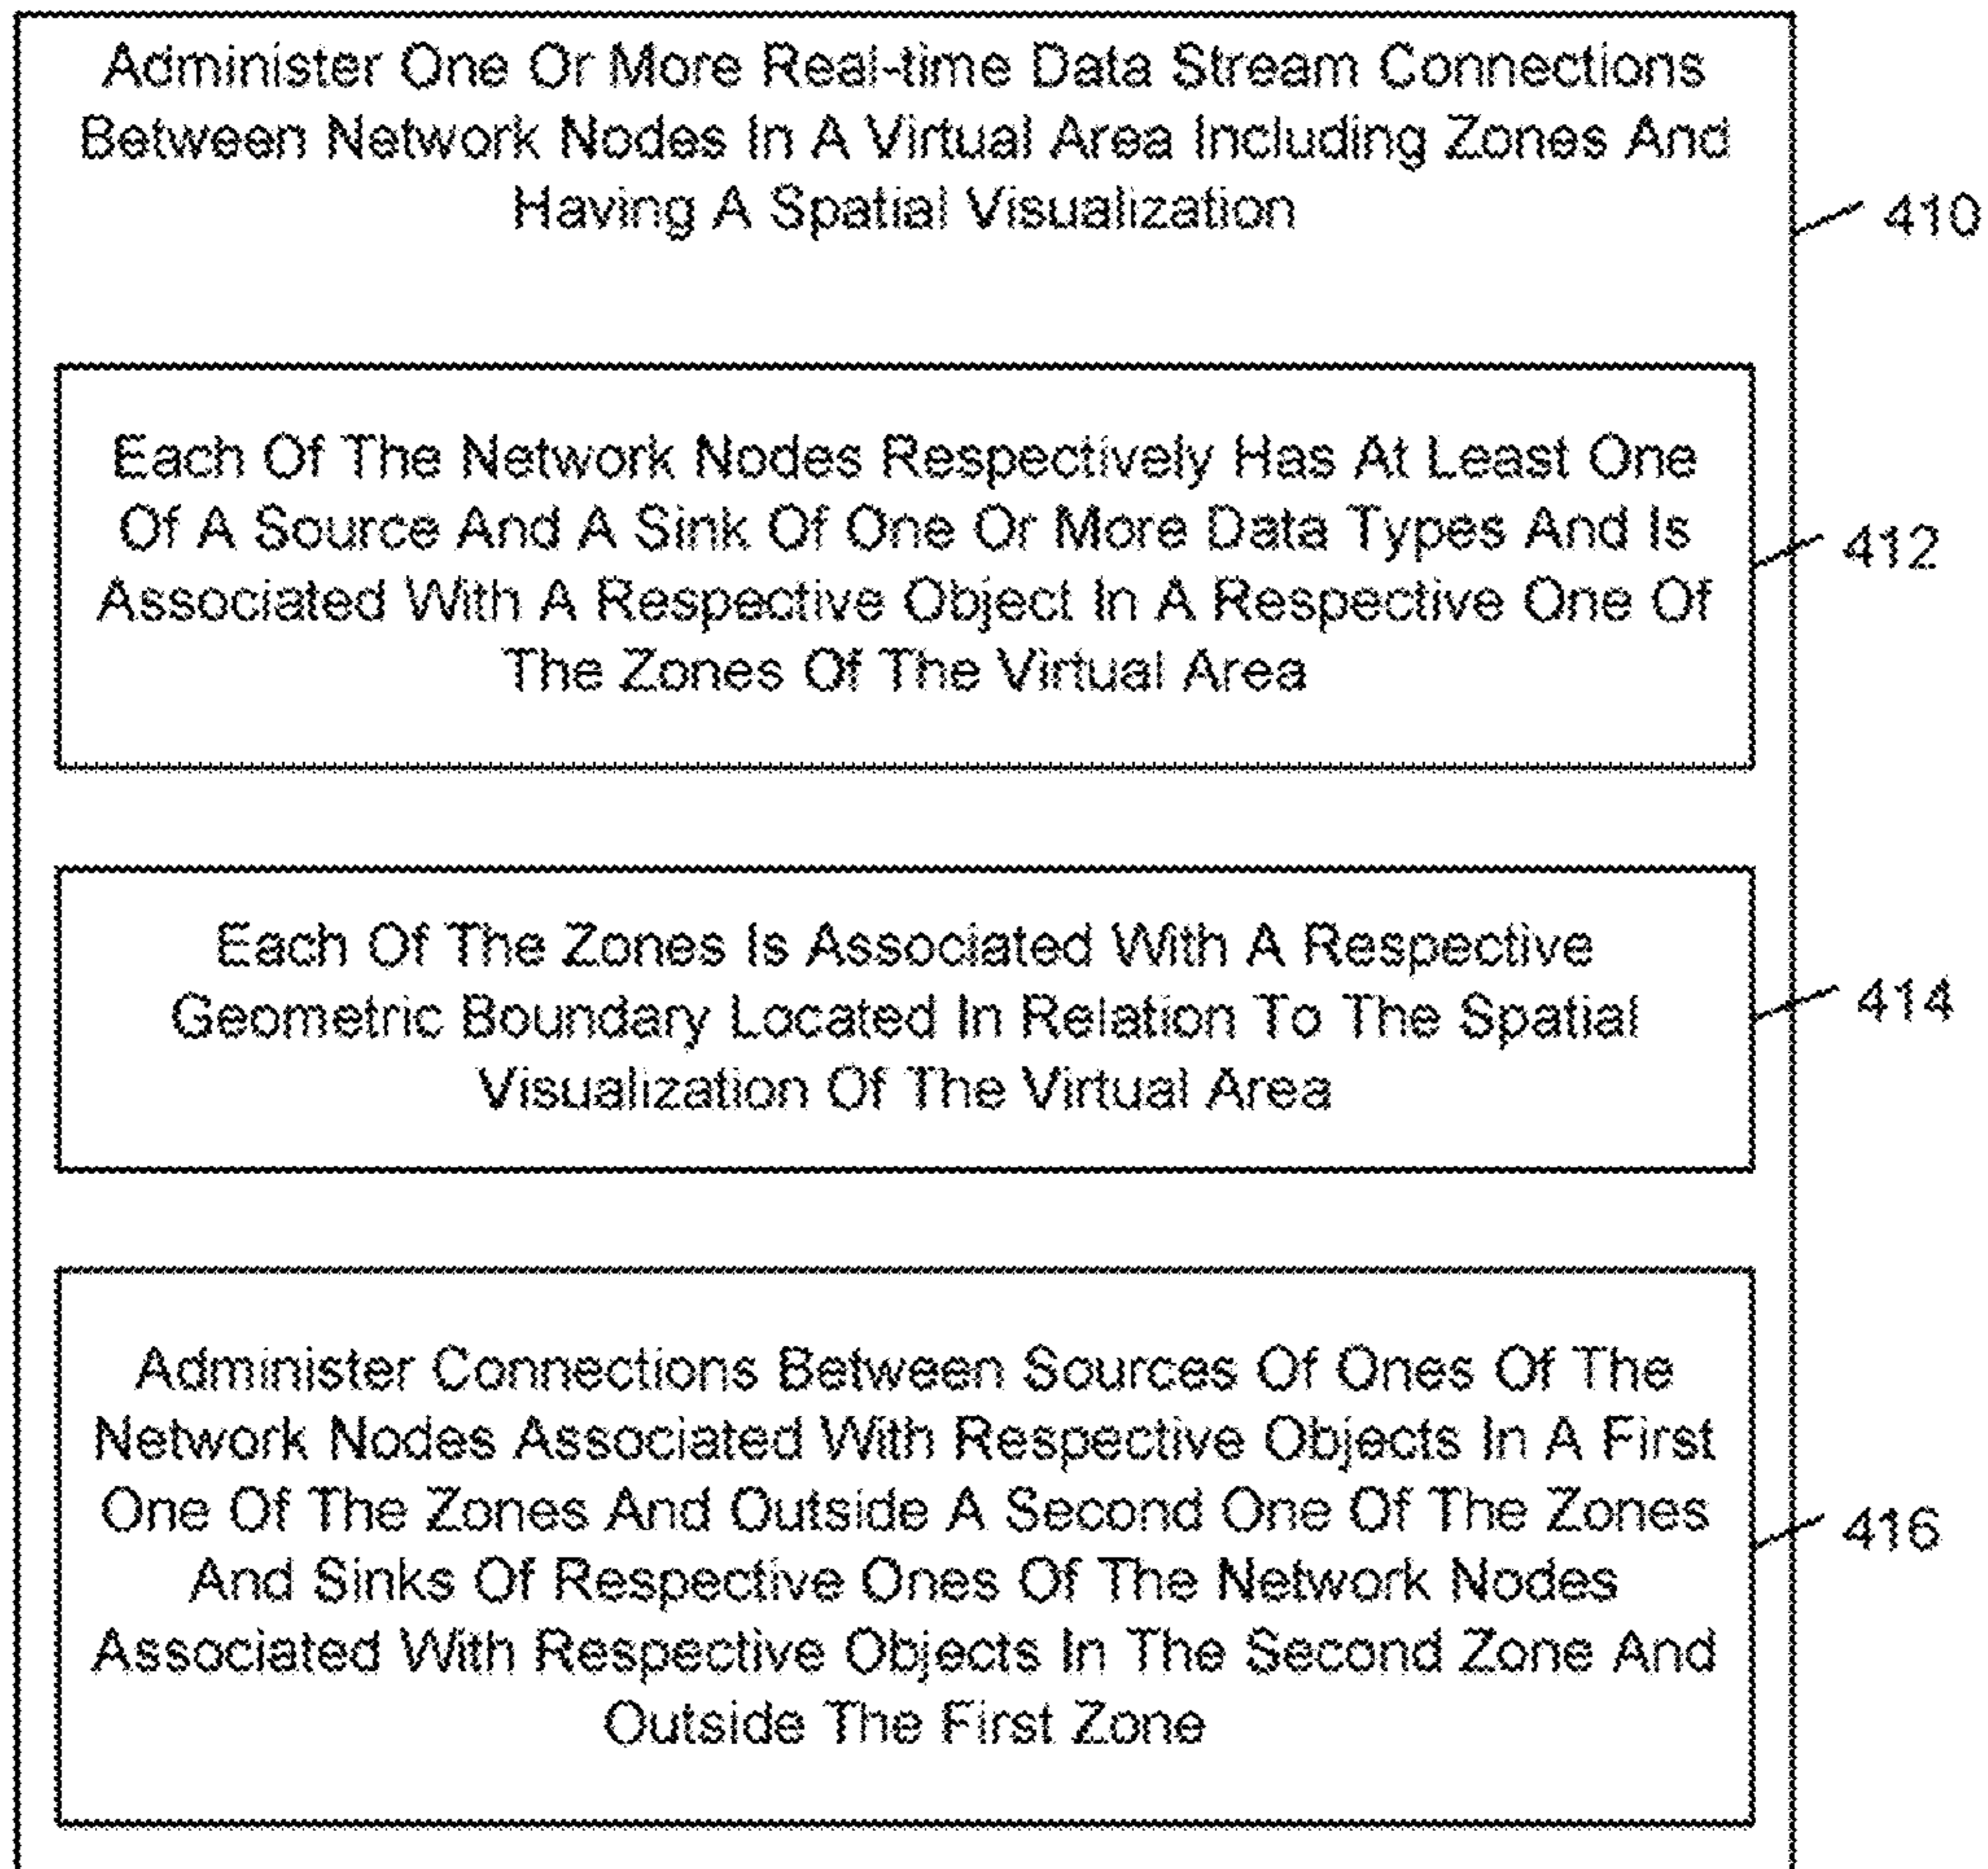 Administer One Or More Real-time Data Stream Connections
Between Network Nodes In A Virtual Area Including Zones And
Having A Spatial Visualization
410
Each Of The Network Nodes Respectively Has At Least One
Of A Source And A Sink Of One Or More Data Types And Is
Associated With A Respective Object In A Respective One Of
The Zones Of The Virtual Area
412
Each Of The Zones Is Associated With A Respective
Geometric Boundary Located In Relation To The Spatial
Visualization Of The Virtual Area
414
Administer Connections Between Sources Of Ones Of The
Network Nodes Associated With Respective Objects In A First
One Of The Zones And Outside A Second One Of The Zones
And Sinks Of Respective Ones Of The Network Nodes
Associated With Respective Objects In The Second Zone And
Outside The First Zone
416